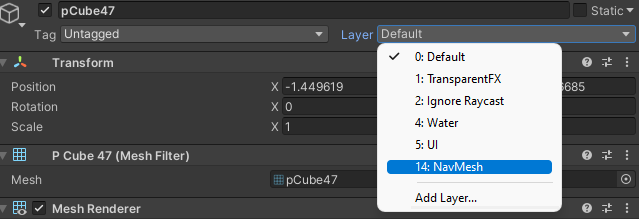 pCube47
Static
Tag Untagged Layer Default
0: Default
1: TransparentFX
2: Ignore Raycast
4: Water
5: UI
14: NavMesh
Add Layer...
Transform
Position X -1.449619 6685
Rotation X 0
Scale X 1
P Cube 47 (Mesh Filter)
Mesh pCube47
Mesh Renderer